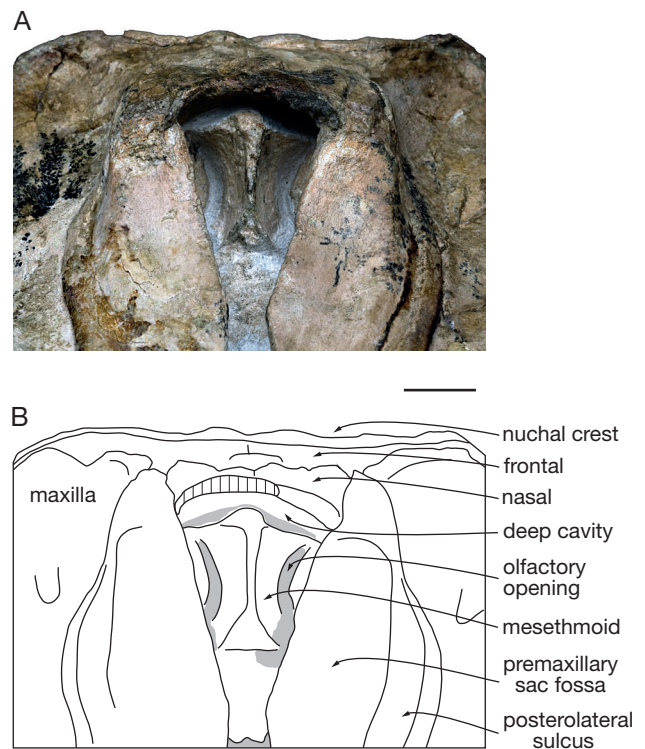 A
B
nuchal crest
frontal
maxilla
nasal
deep cavity
olfactory
opening
mesethmoid
premaxillary
sac fossa
posterolateral
sulcus